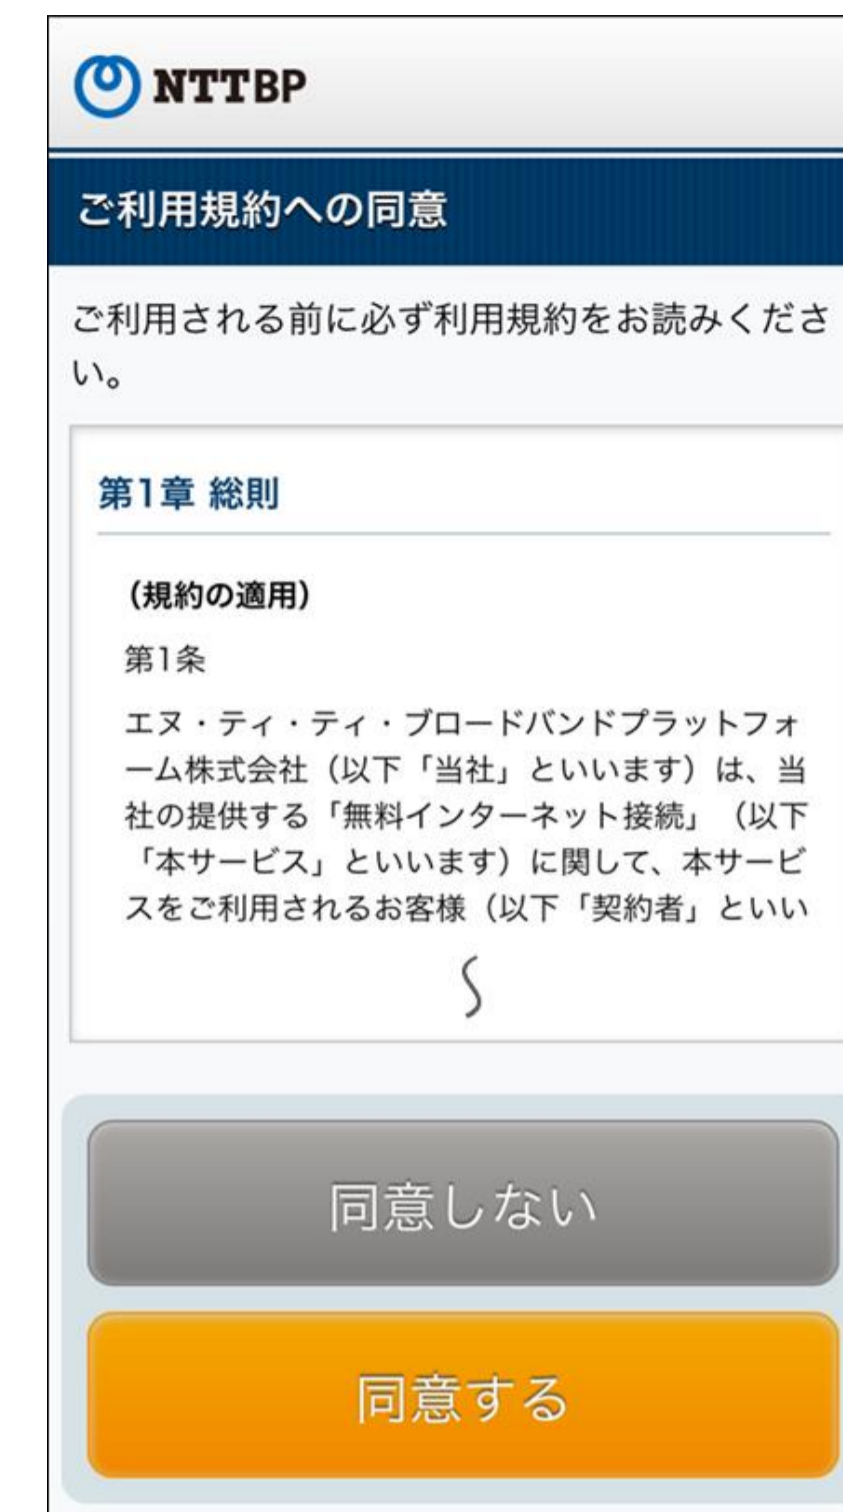 NTTBP
ご利用規約への同意
ご利用される前に必ず利用規約をお読みくださ
い。
第1章 総則
（規約の適用）
第1条
エヌ・ティ・ティ・ブロードバンドプラットフォ
ーム株式会社（以下「当社」といいます）は、当
社の提供する「無料インターネット接続」（以下
「本サービス」といいます）に関して、本サービ
スをご利用されるお客様（以下「契約者」といい
〜
同意しない
同意する